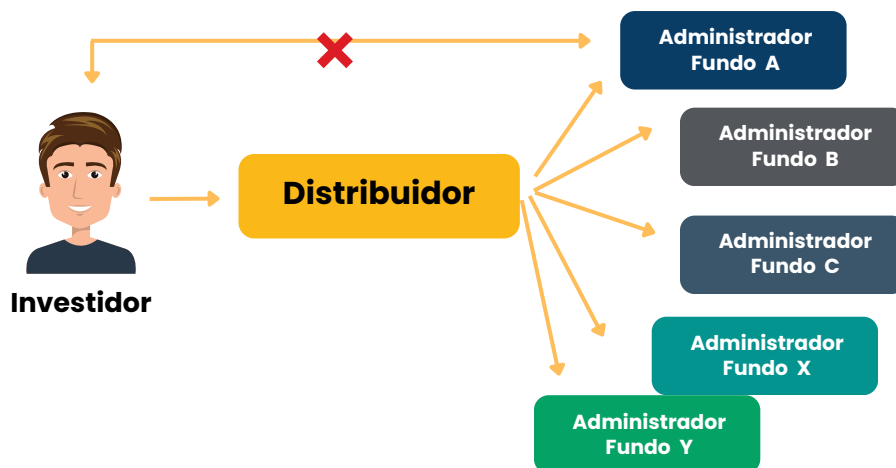 Administrador
Fundo A
Administrador
Fundo B
Distribuidor
Administrador
Fundo C
Investidor
Administrador
Fundo X
Administrador
Fundo Y